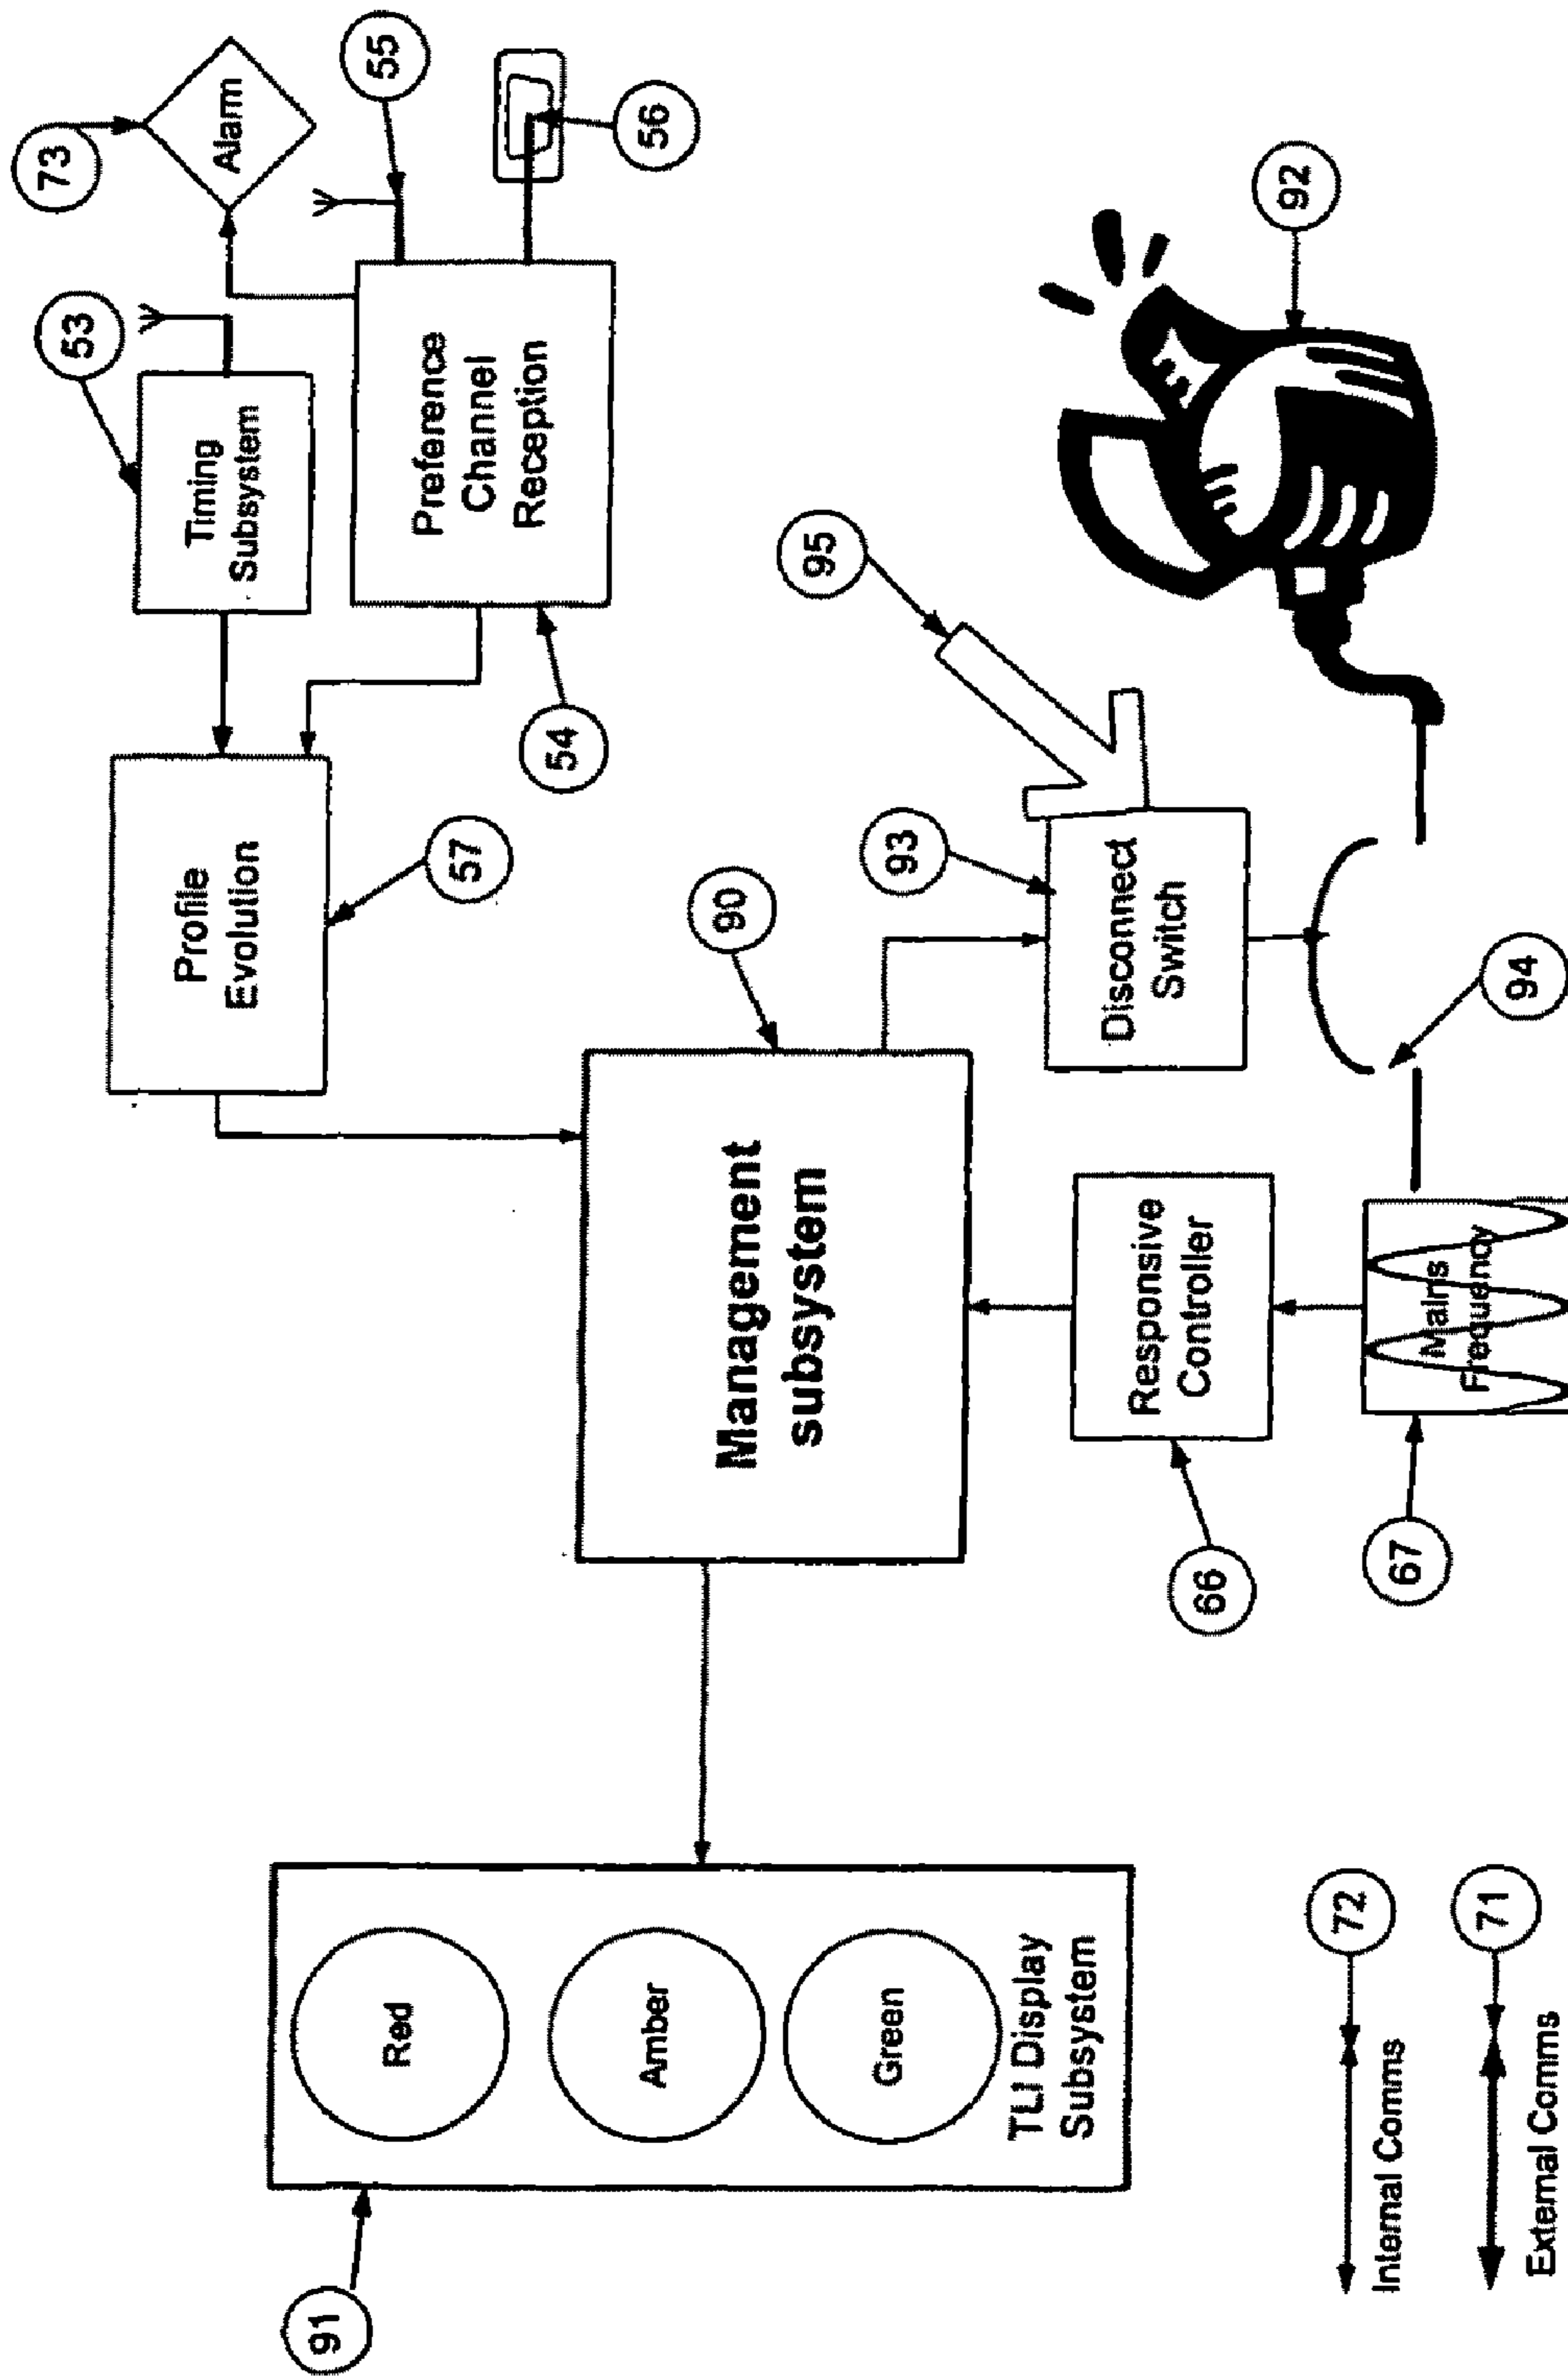 73
Alarm
53
Timing
Subsystem
55
Profile
Evolution
91
Red
57
Preference
Channel
Reception
54
56
Amber
90
Management
subsystem
95
Green
93
TLI Display
Subsystem
Disconnect
Switch
66
Responsive
Controller
92
72
Internal Comms
67
Mains
Frequency
94
71
External Comms